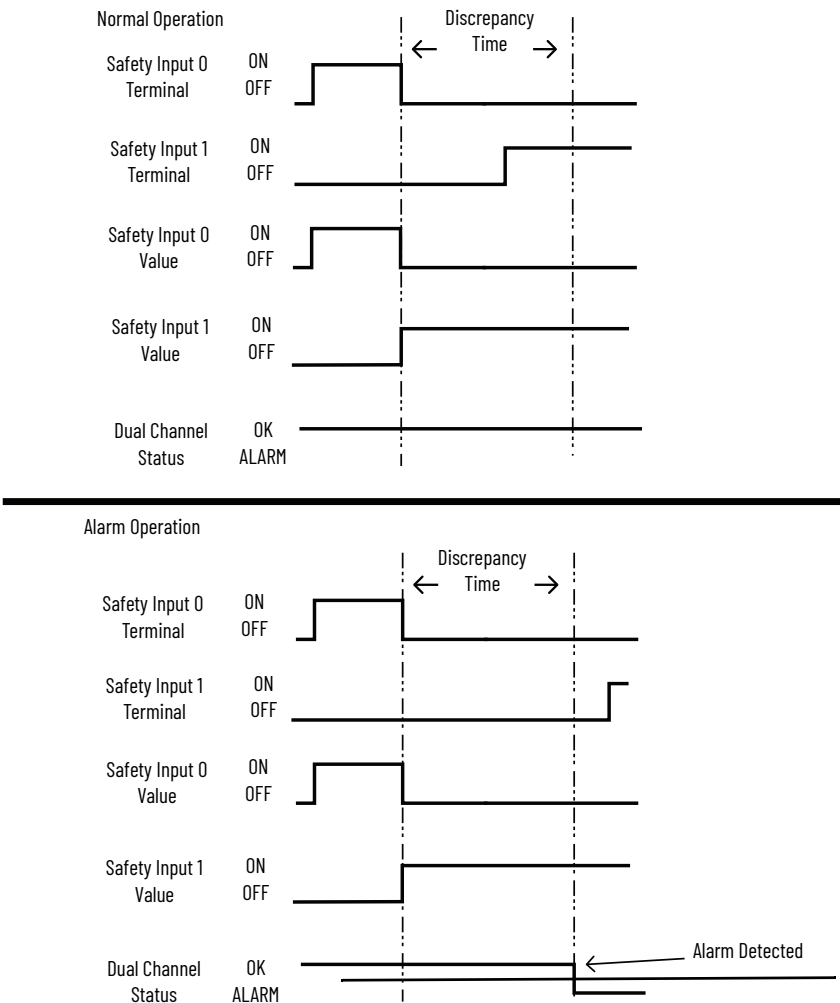 Normal Operation
Discrepancy
Time
Safety Input 0
Terminal
ON
OFF
Safety Input 1
Terminal
ON
OFF
Safety Input 0
Value
ON
OFF
Safety Input 1
Value
ON
OFF
Dual Channel
Status
OK
ALARM
Alarm Operation
Discrepancy
Time
Safety Input 0
Terminal
ON
OFF
Safety Input 1
Terminal
ON
OFF
Safety Input 0
Value
ON
OFF
Safety Input 1
Value
ON
OFF
Dual Channel
Status
OK
ALARM
Alarm Detected